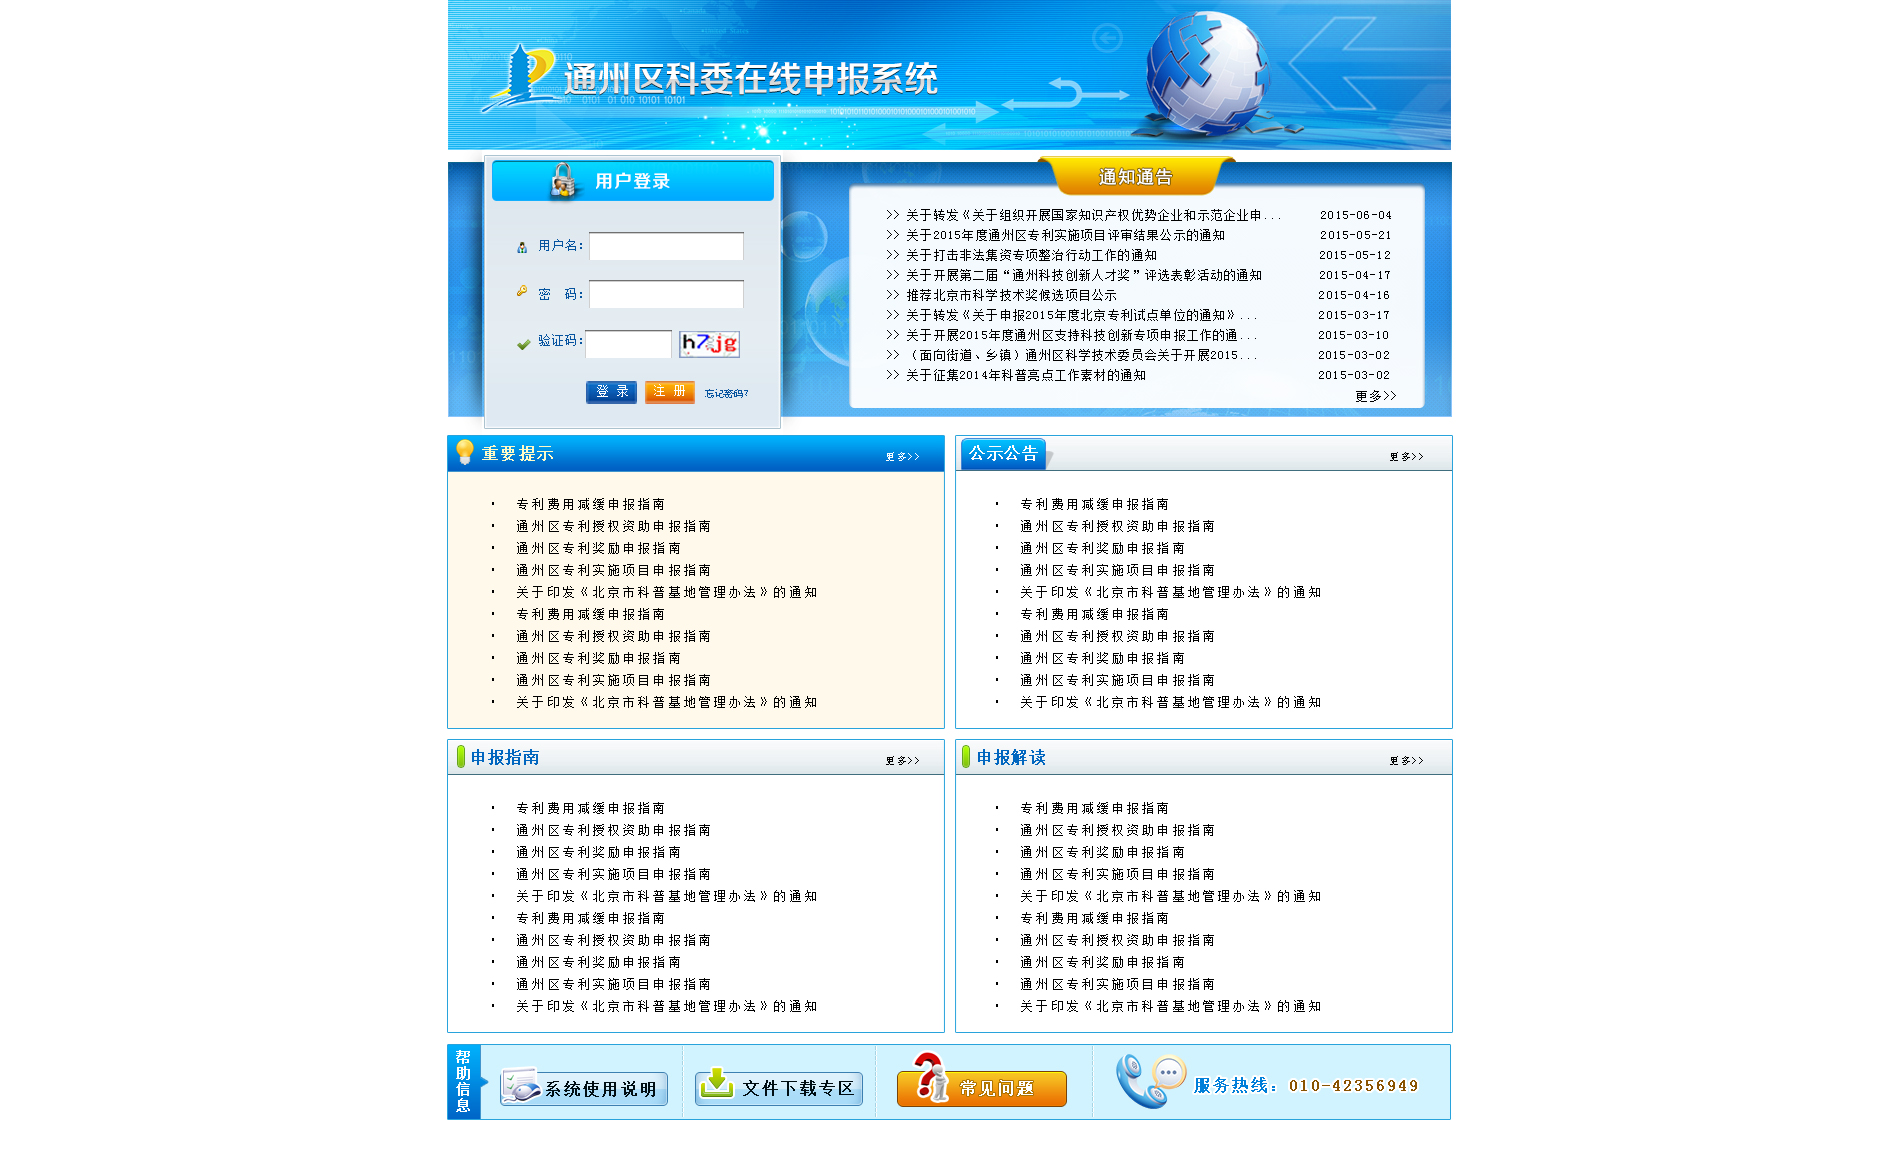 通州区科委在线申报系统
用户登录
用户名：
密　码：
验证码：
h7jg
登 录
注 册
忘记密码?
通知通告
>> 关于转发《关于组织开展国家知识产权优势企业和示范企业申... 2015-06-04
>> 关于2015年度通州区专利实施项目评审结果公示的通知 2015-05-21
>> 关于打击非法集资专项整治行动工作的通知 2015-05-12
>> 关于开展第二届“通州科技创新人才奖”评选表彰活动的通知 2015-04-17
>> 推荐北京市科学技术奖候选项目公示 2015-04-16
>> 关于转发《关于申报2015年度北京专利试点单位的通知》... 2015-03-17
>> 关于开展2015年度通州区支持科技创新专项申报工作的通... 2015-03-10
>> （面向街道、乡镇）通州区科学技术委员会关于开展2015... 2015-03-02
>> 关于征集2014年科普亮点工作素材的通知 2015-03-02
更多>>
重要提示
更多>>
· 专利费用减缓申报指南
· 通州区专利授权资助申报指南
· 通州区专利奖励申报指南
· 通州区专利实施项目申报指南
· 关于印发《北京市科普基地管理办法》的通知
· 专利费用减缓申报指南
· 通州区专利授权资助申报指南
· 通州区专利奖励申报指南
· 通州区专利实施项目申报指南
· 关于印发《北京市科普基地管理办法》的通知
公示公告
更多>>
· 专利费用减缓申报指南
· 通州区专利授权资助申报指南
· 通州区专利奖励申报指南
· 通州区专利实施项目申报指南
· 关于印发《北京市科普基地管理办法》的通知
· 专利费用减缓申报指南
· 通州区专利授权资助申报指南
· 通州区专利奖励申报指南
· 通州区专利实施项目申报指南
· 关于印发《北京市科普基地管理办法》的通知
申报指南
更多>>
· 专利费用减缓申报指南
· 通州区专利授权资助申报指南
· 通州区专利奖励申报指南
· 通州区专利实施项目申报指南
· 关于印发《北京市科普基地管理办法》的通知
· 专利费用减缓申报指南
· 通州区专利授权资助申报指南
· 通州区专利奖励申报指南
· 通州区专利实施项目申报指南
· 关于印发《北京市科普基地管理办法》的通知
申报解读
更多>>
· 专利费用减缓申报指南
· 通州区专利授权资助申报指南
· 通州区专利奖励申报指南
· 通州区专利实施项目申报指南
· 关于印发《北京市科普基地管理办法》的通知
· 专利费用减缓申报指南
· 通州区专利授权资助申报指南
· 通州区专利奖励申报指南
· 通州区专利实施项目申报指南
· 关于印发《北京市科普基地管理办法》的通知
帮助信息
系统使用说明
文件下载专区
常见问题
服务热线：010-42356949